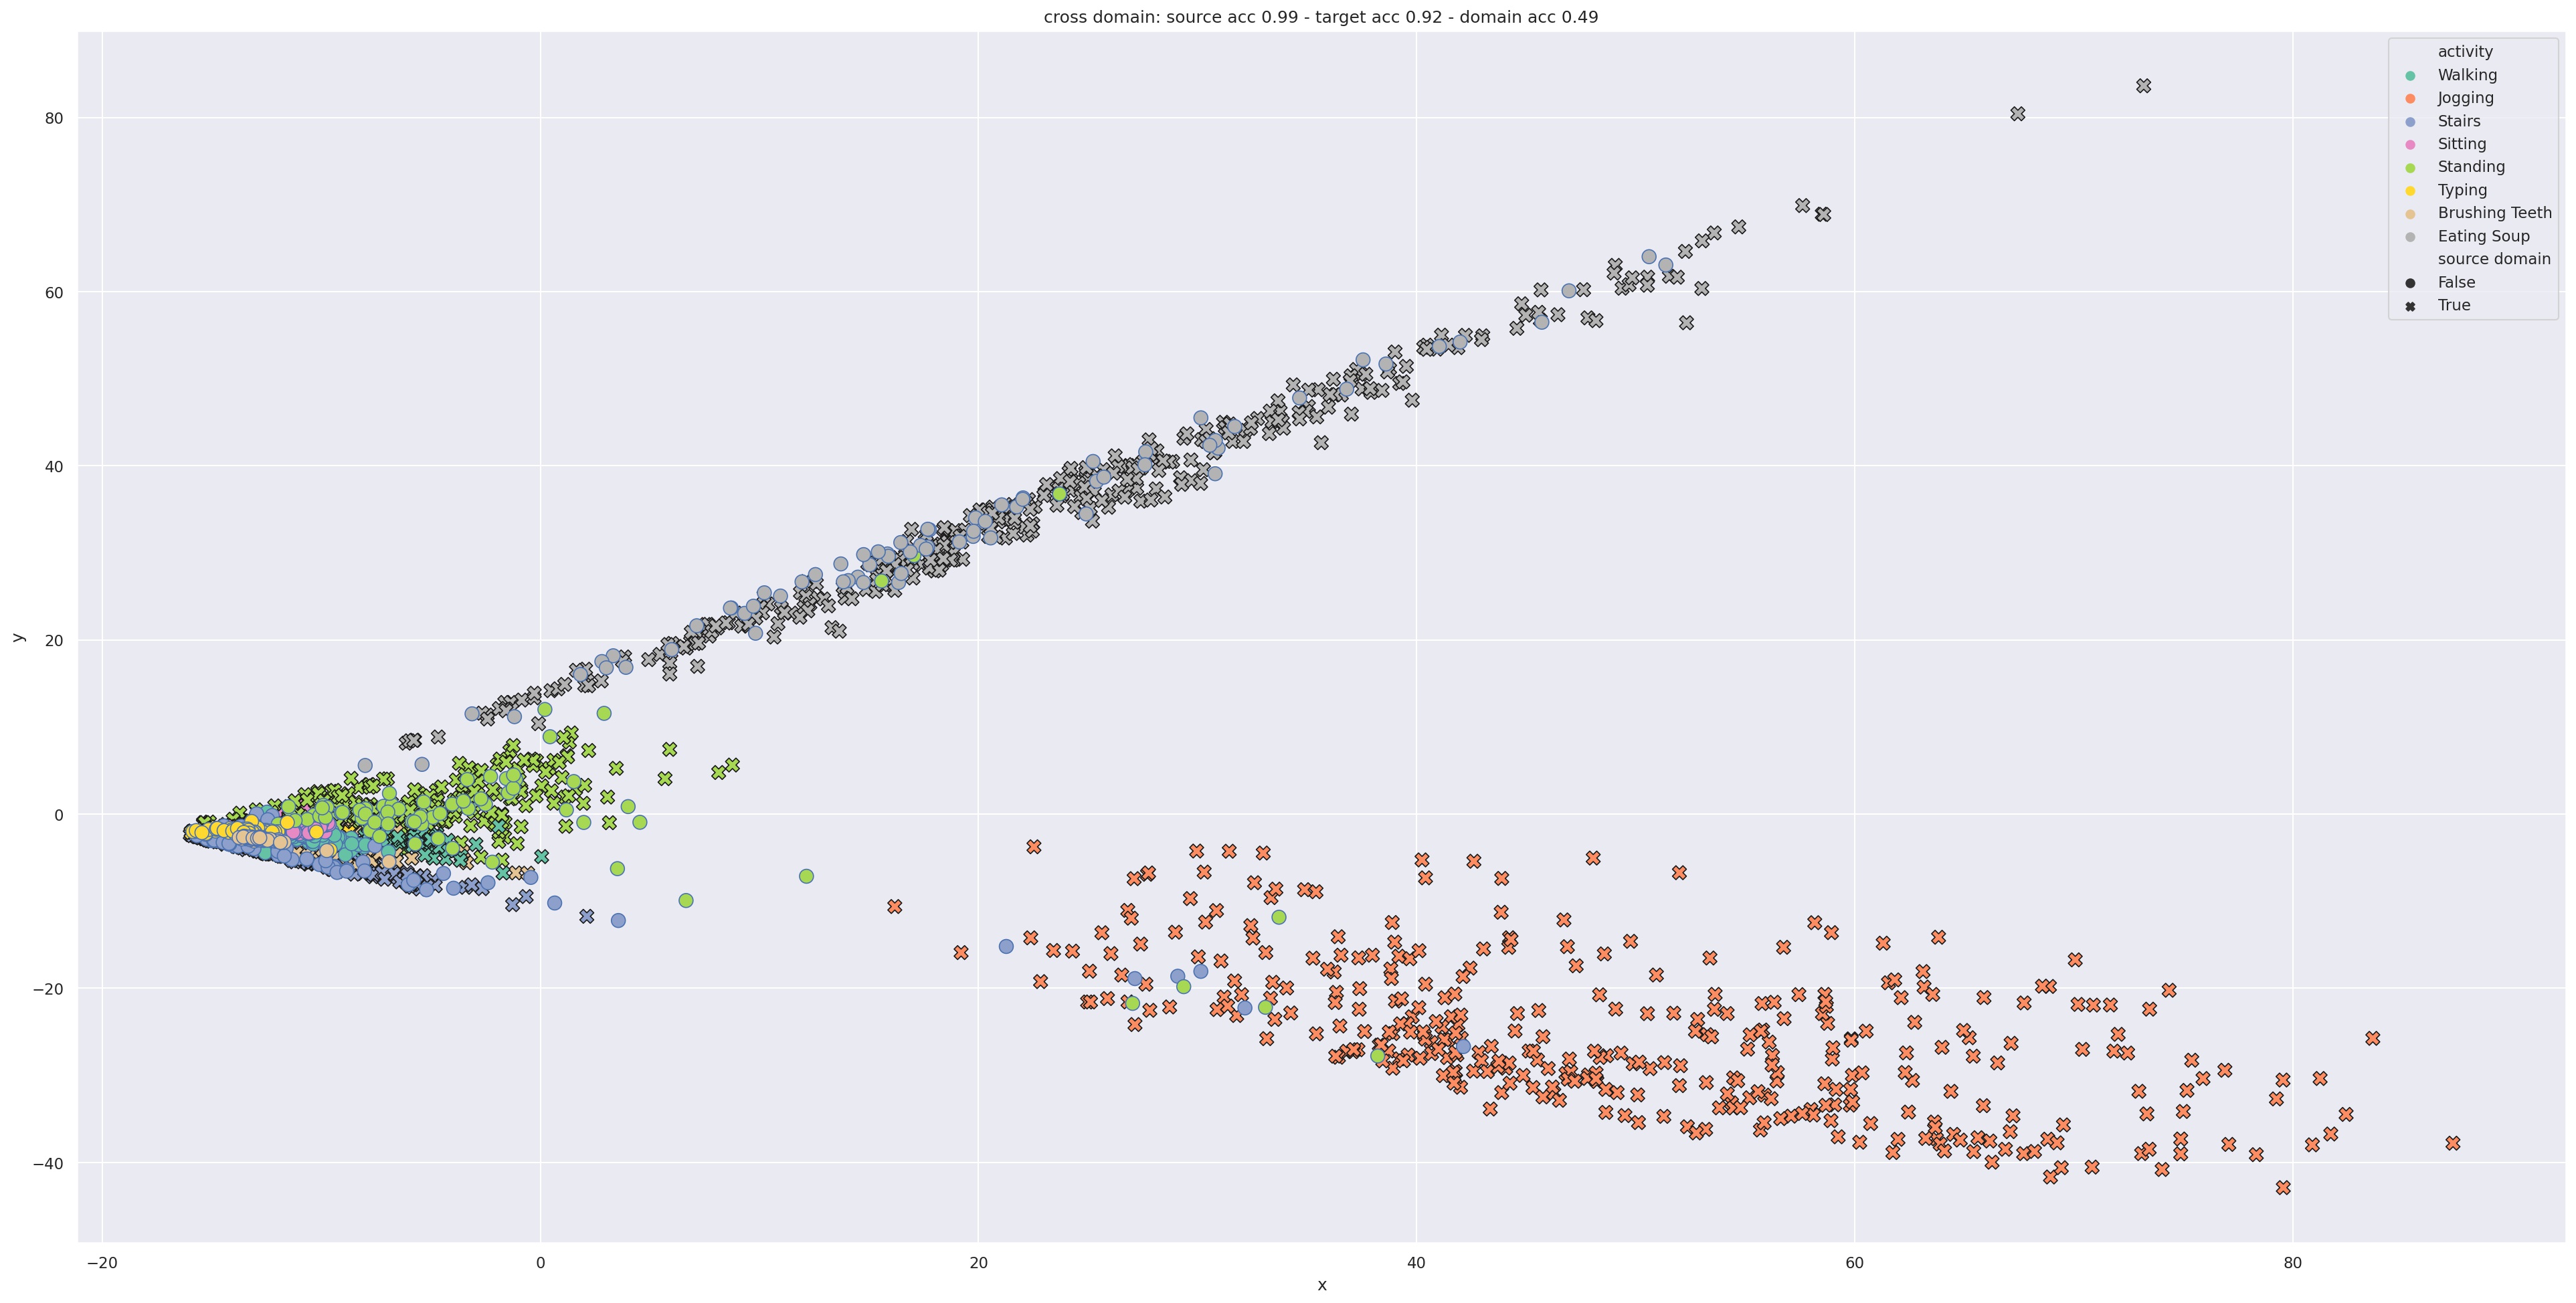 cross domain: source acc 0.99 - target acc 0.92 - domain acc 0.49
activity
Walking
Jogging
Stairs
Sitting
Standing
Typing
Brushing Teeth
Eating Soup
source domain
False
True
80
60
40
20
0
−20
−40
y
−20 0 20 40 60 80
x